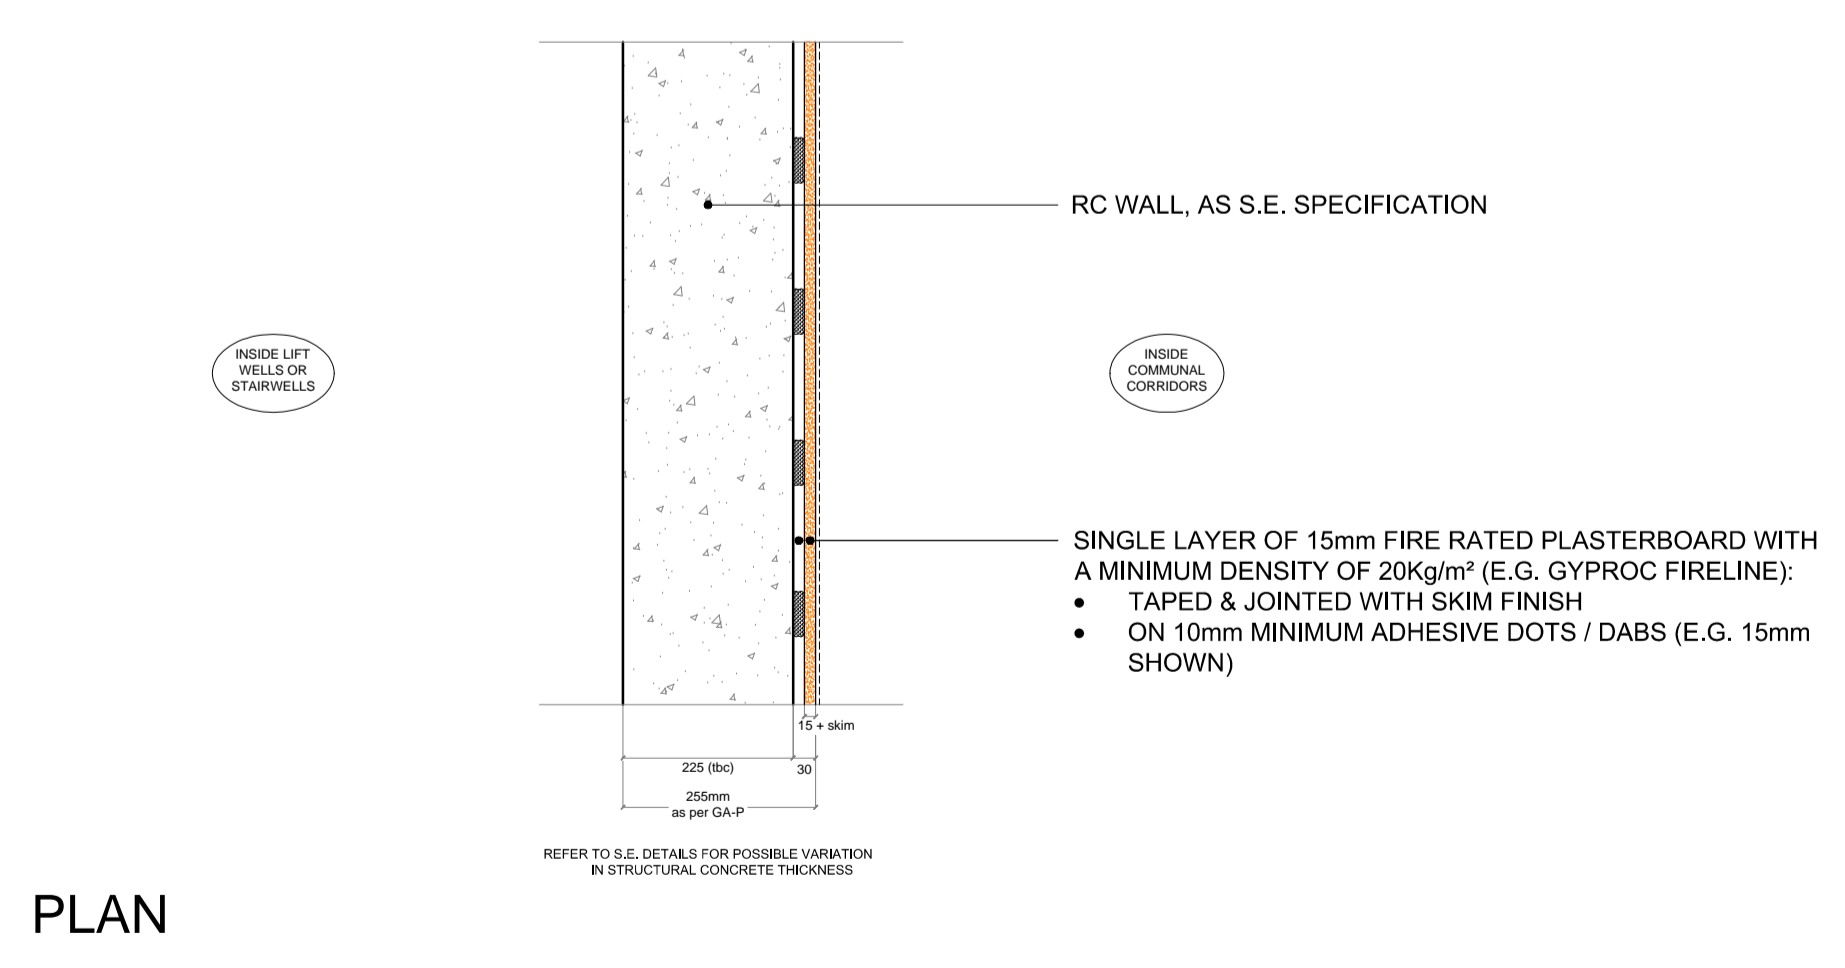 RC WALL, AS S.E. SPECIFICATION
INSIDE LIFT
WELLS OR
STAIRWELLS
INSIDE
COMMUNAL
CORRIDORS
SINGLE LAYER OF 15mm FIRE RATED PLASTERBOARD WITH
A MINIMUM DENSITY OF 20Kg/m² (E.G. GYPROC FIRELINE):
• TAPED & JOINTED WITH SKIM FINISH
• ON 10mm MINIMUM ADHESIVE DOTS / DABS (E.G. 15mm
SHOWN)
15 + skim
225 (tbc)
30
255mm
as per GA-P
REFER TO S.E. DETAILS FOR POSSIBLE VARIATION
IN STRUCTURAL CONCRETE THICKNESS
PLAN